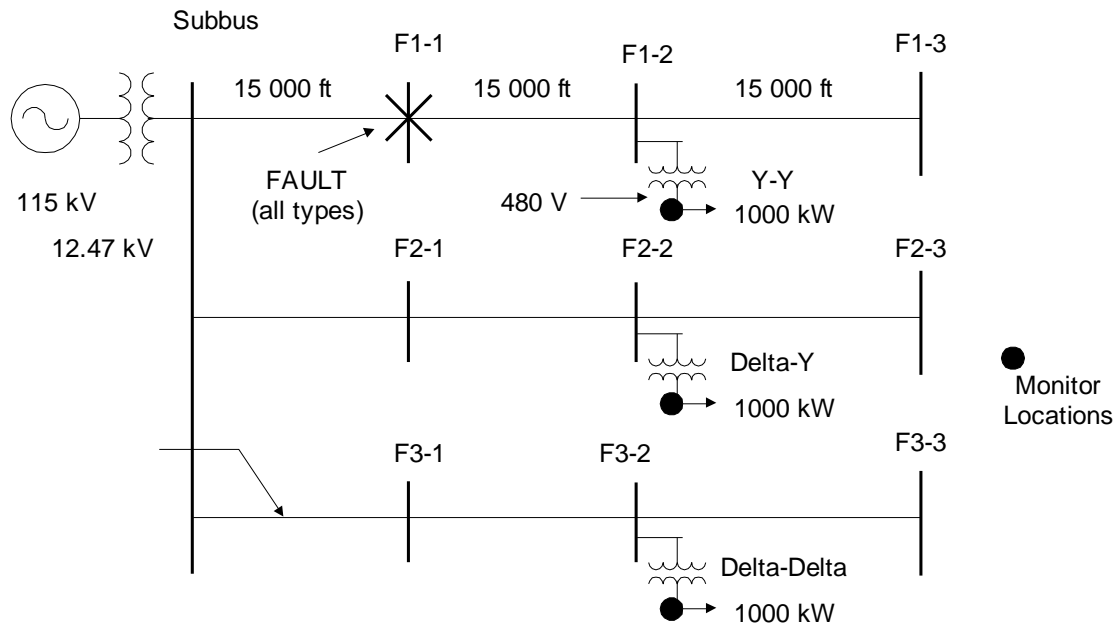 Subbus
F1-1
F1-2
F1-3
15 000 ft
15 000 ft
15 000 ft
FAULT
(all types)
480 V
Y-Y
1000 kW
115 kV
12.47 kV
F2-1
F2-2
F2-3
Delta-Y
1000 kW
Monitor
Locations
F3-1
F3-2
F3-3
Delta-Delta
1000 kW